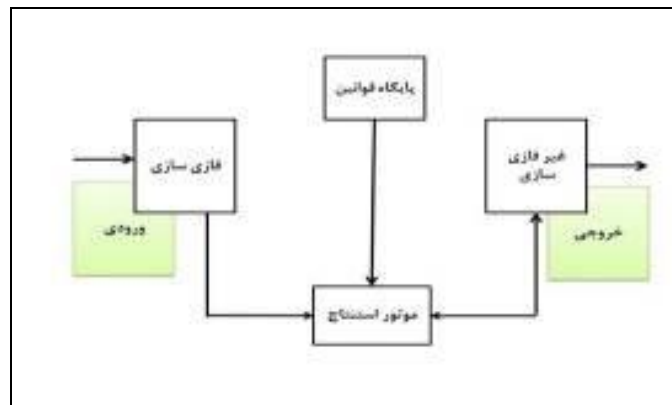 پایگاه قوانین
فازی سازی
غیر فازی
سازی
ورودی
خروجی
موتور استنتاج